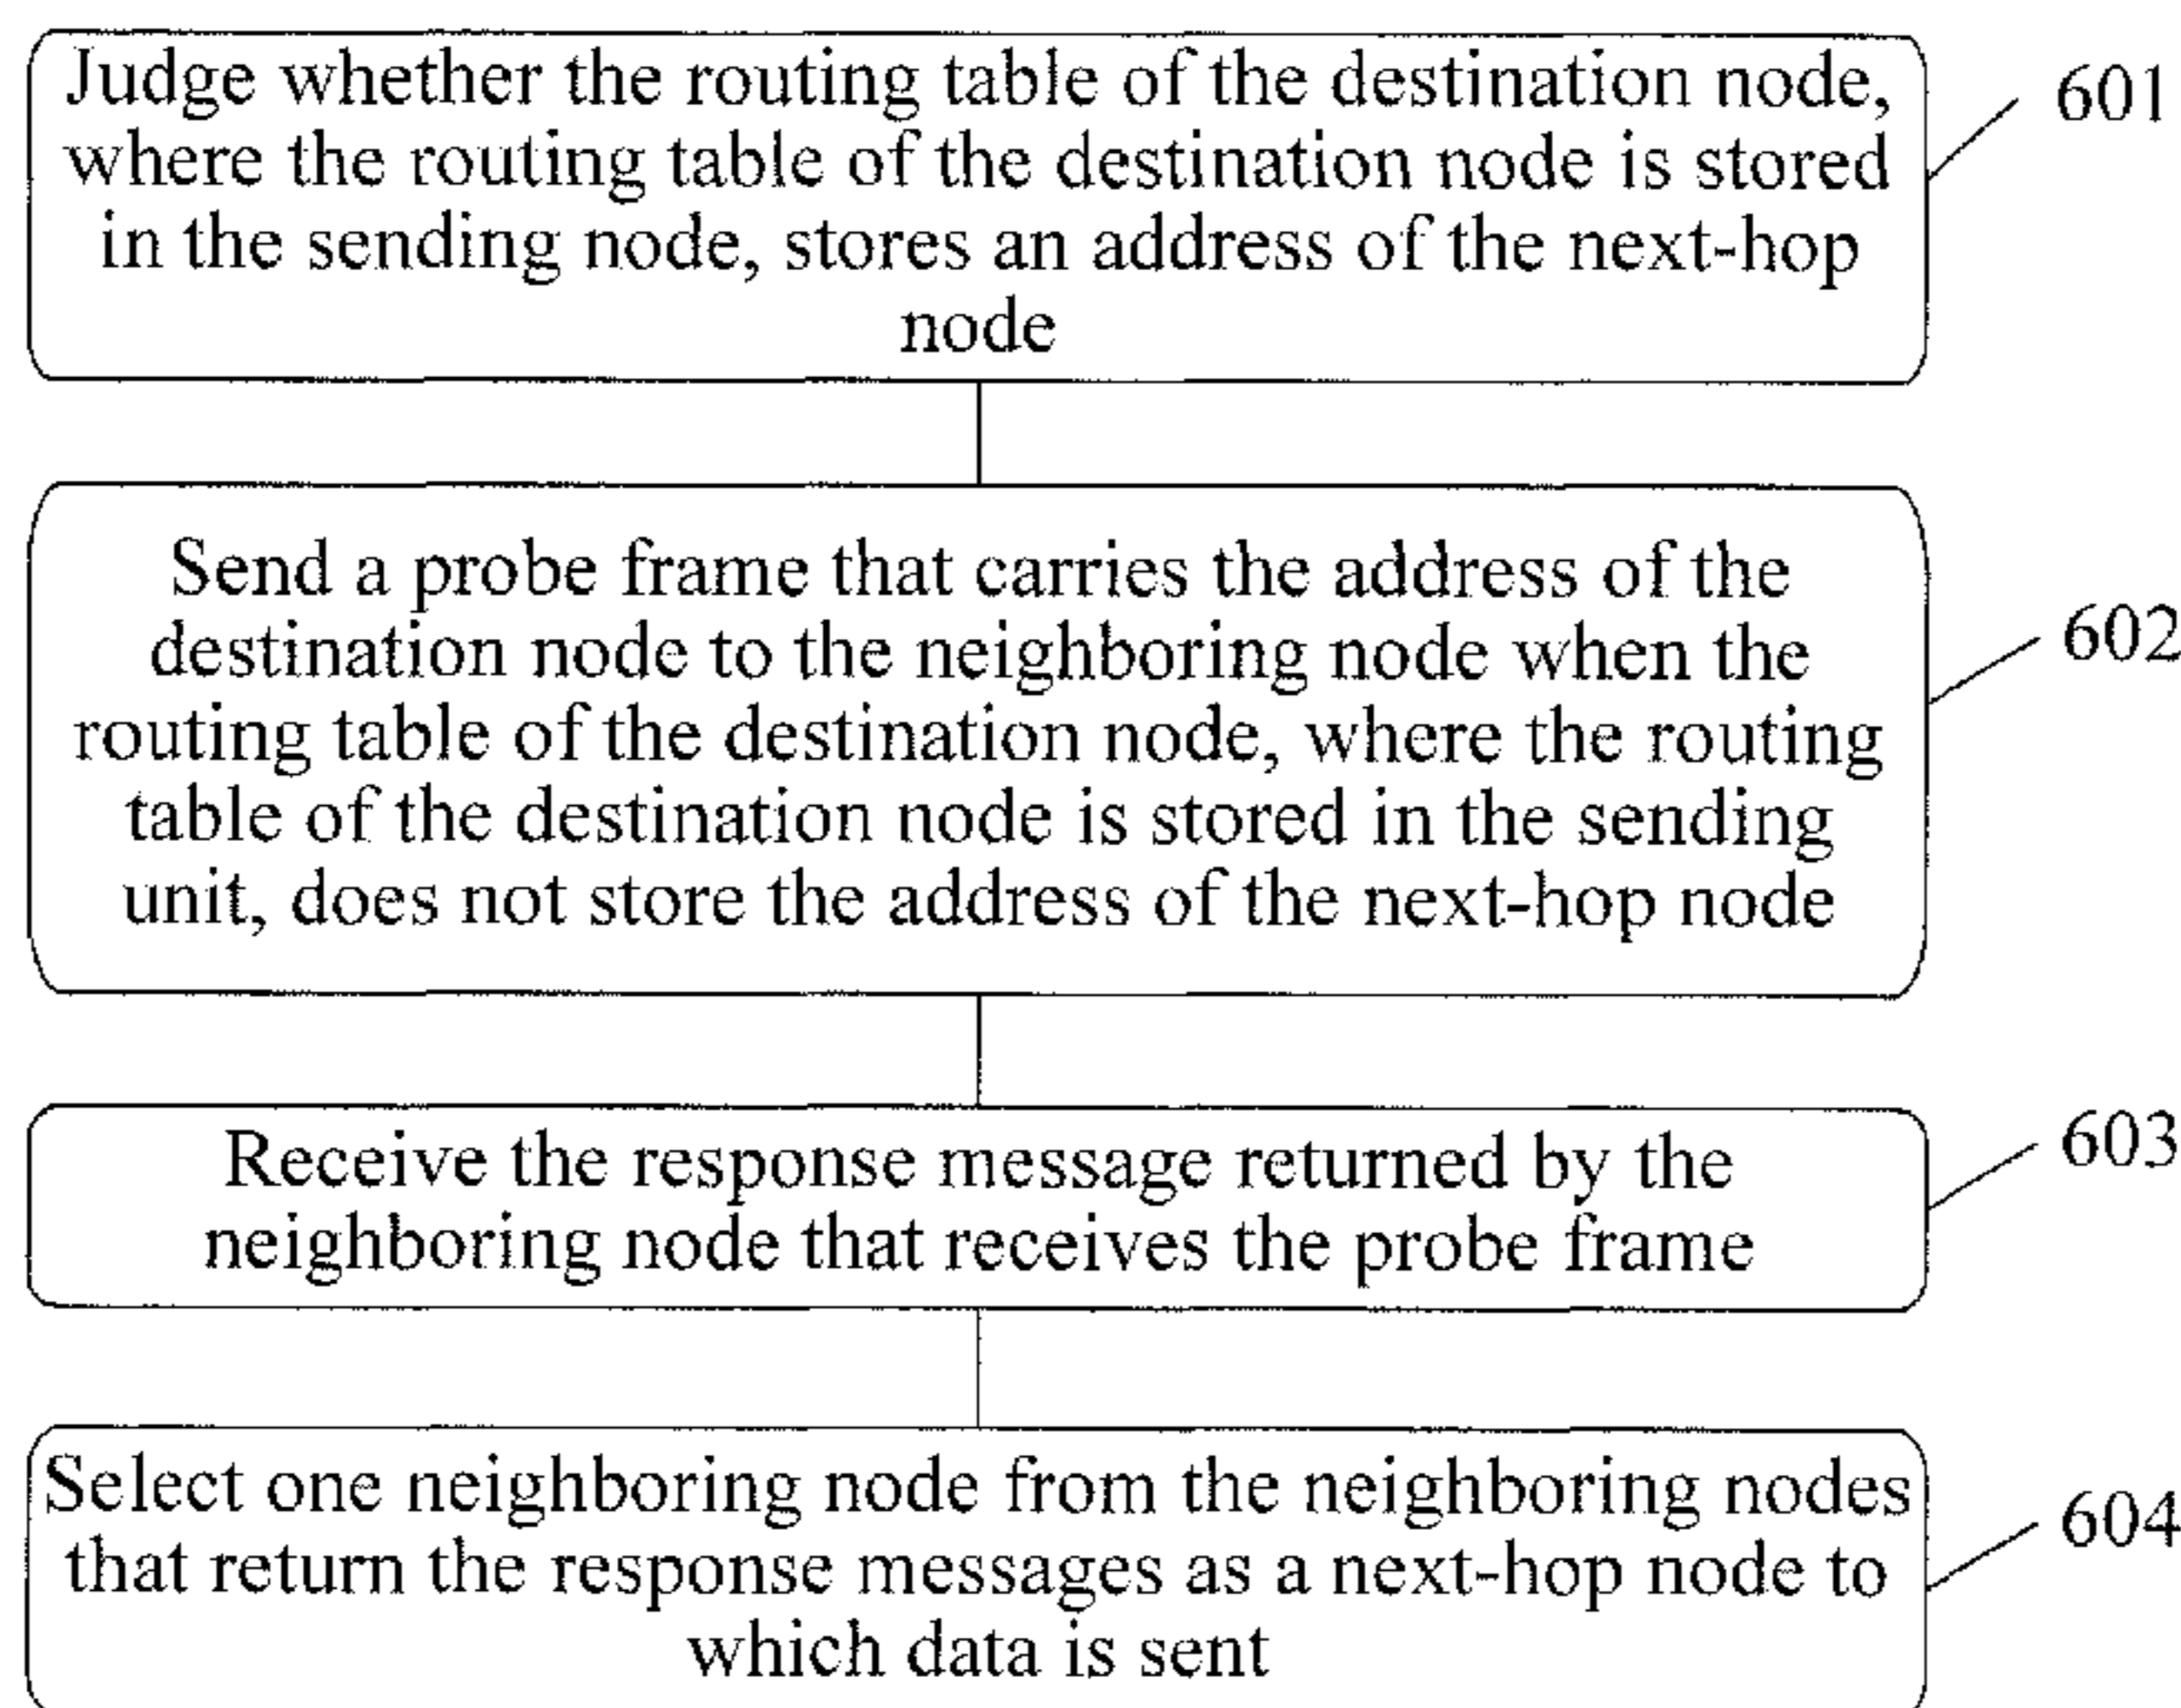 Judge whether the routing table of the destination node,
where the routing table of the destination node is stored
in the sending node, stores an address of the next-hop
node
601
Send a probe frame that carries the address of the
destination node to the neighboring node when the
routing table of the destination node, where the routing
table of the destination node is stored in the sending
unit, does not store the address of the next-hop node
602
Receive the response message returned by the
neighboring node that receives the probe frame
603
Select one neighboring node from the neighboring nodes
that return the response messages as a next-hop node to
which data is sent
604